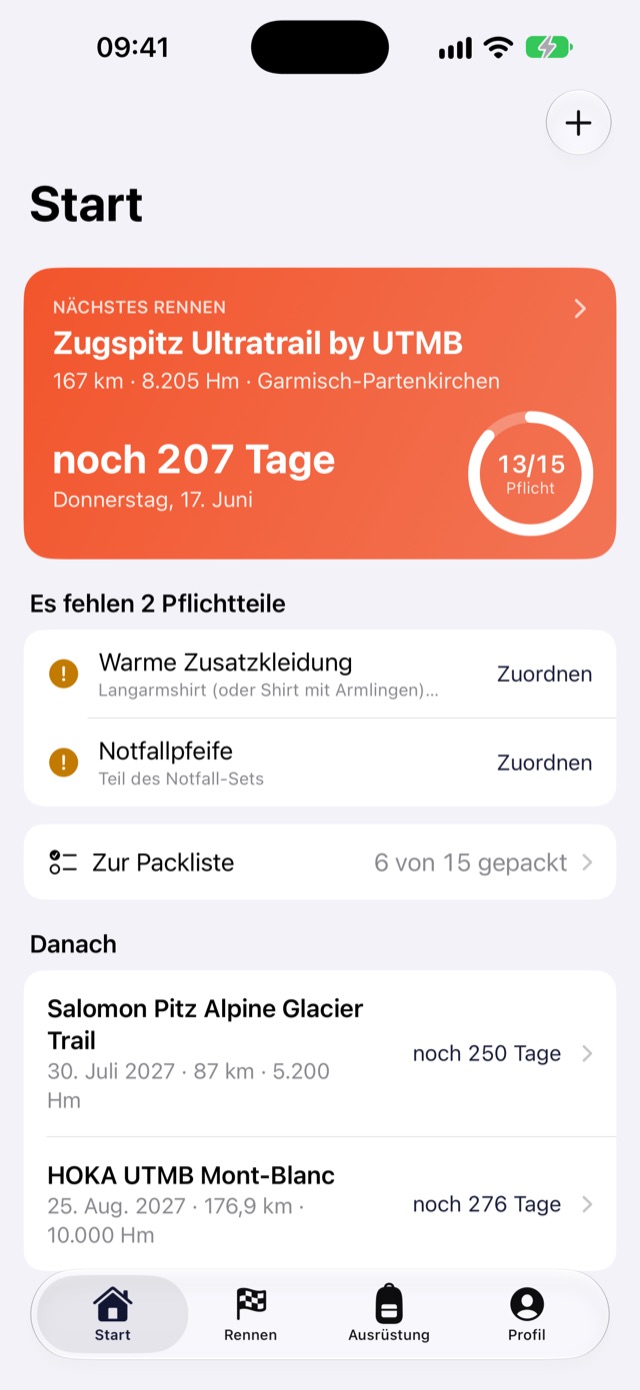 09:41
Start
NÄCHSTES RENNEN
Zugspitz Ultratrail by UTMB
167 km · 8.205 Hm · Garmisch-Partenkirchen
noch 207 Tage
Donnerstag, 17. Juni
13/15
Pflicht
Es fehlen 2 Pflichtteile
Warme Zusatzkleidung
Langarmshirt (oder Shirt mit Armlingen)...
Zuordnen
Notfallpfeife
Teil des Notfall-Sets
Zuordnen
Zur Packliste
6 von 15 gepackt
Danach
Salomon Pitz Alpine Glacier
Trail
30. Juli 2027 · 87 km · 5.200
Hm
noch 250 Tage
HOKA UTMB Mont-Blanc
25. Aug. 2027 · 176,9 km ·
10.000 Hm
noch 276 Tage
Start
Rennen
Ausrüstung
Profil